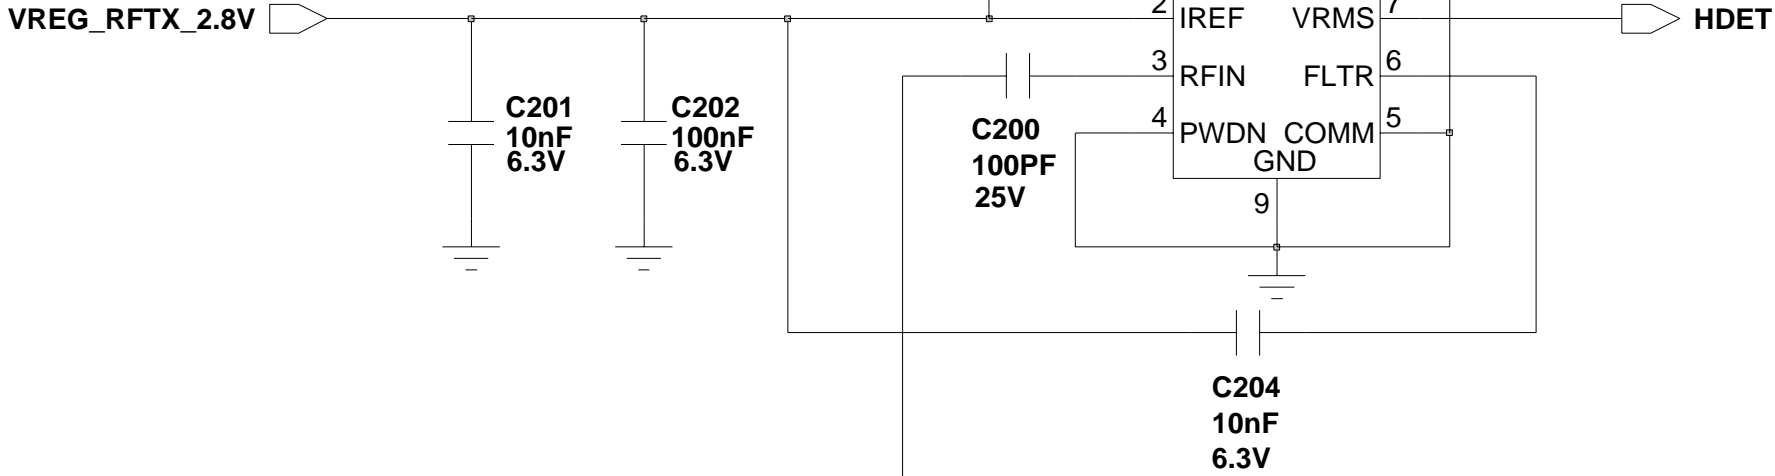 VREG_RFTX_2.8V
2 IREF VRMS 7
HDET
3 RFIN FLTR 6
4 PWDN COMM 5
GND
9
C201
10nF
6.3V
C202
100nF
6.3V
C200
100PF
25V
C204
10nF
6.3V